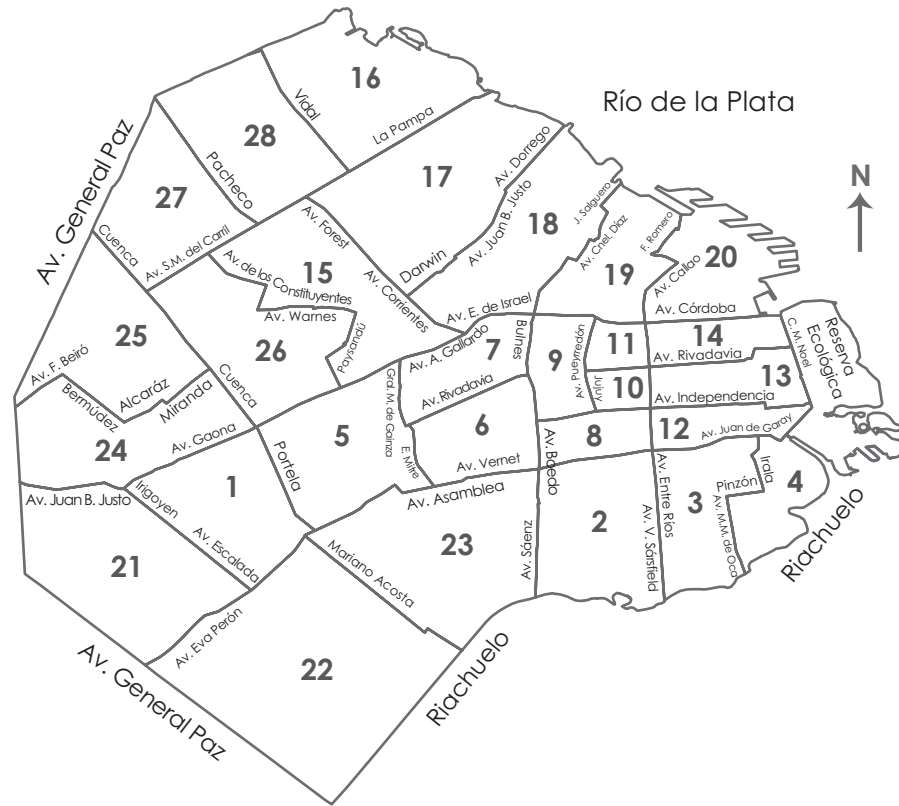 16
Río de la Plata
Vidal
La Pampa
28
Av. General Paz
Pacheco
17
Av. Dorrego
N
27
J. Salguero
Av. Juan B. Justo
18
Av. Cnel. Díaz
F. Romero
Cuenca
Av. S.M. del Carril
Av. Forest
19
20
Av. de los Constituyentes
15
Darwin
Av. Callao
Av. Corrientes
Av. E. de Israel
Av. Córdoba
Av. Warnes
25
26
Paysandú
Av. A. Gallardo
7
Bulnes
9
Av. Pueyrredón
11
14
C. M. Noel
Reserva
Ecológica
Av. Rivadavia
Av. F. Beiró
Bermúdez
Alcaráz
Miranda
Cuenca
Gral. M. de Gainza
Av. Rivadavia
Jujuy
10
13
Av. Independencia
24
Av. Gaona
Portela
5
6
E. Mitre
Av. Vernet
Av. Boedo
8
12
Av. Juan de Garay
Av. Juan B. Justo
Irigoyen
1
Av. Escalada
Av. Asamblea
Av. Entre Ríos
Pinzón
Irala
4
3
Av. M.M. de Oca
Riachuelo
21
Mariano Acosta
23
Av. Sáenz
2
Av. V. Sársfield
Av. Eva Perón
22
Av. General Paz
Riachuelo